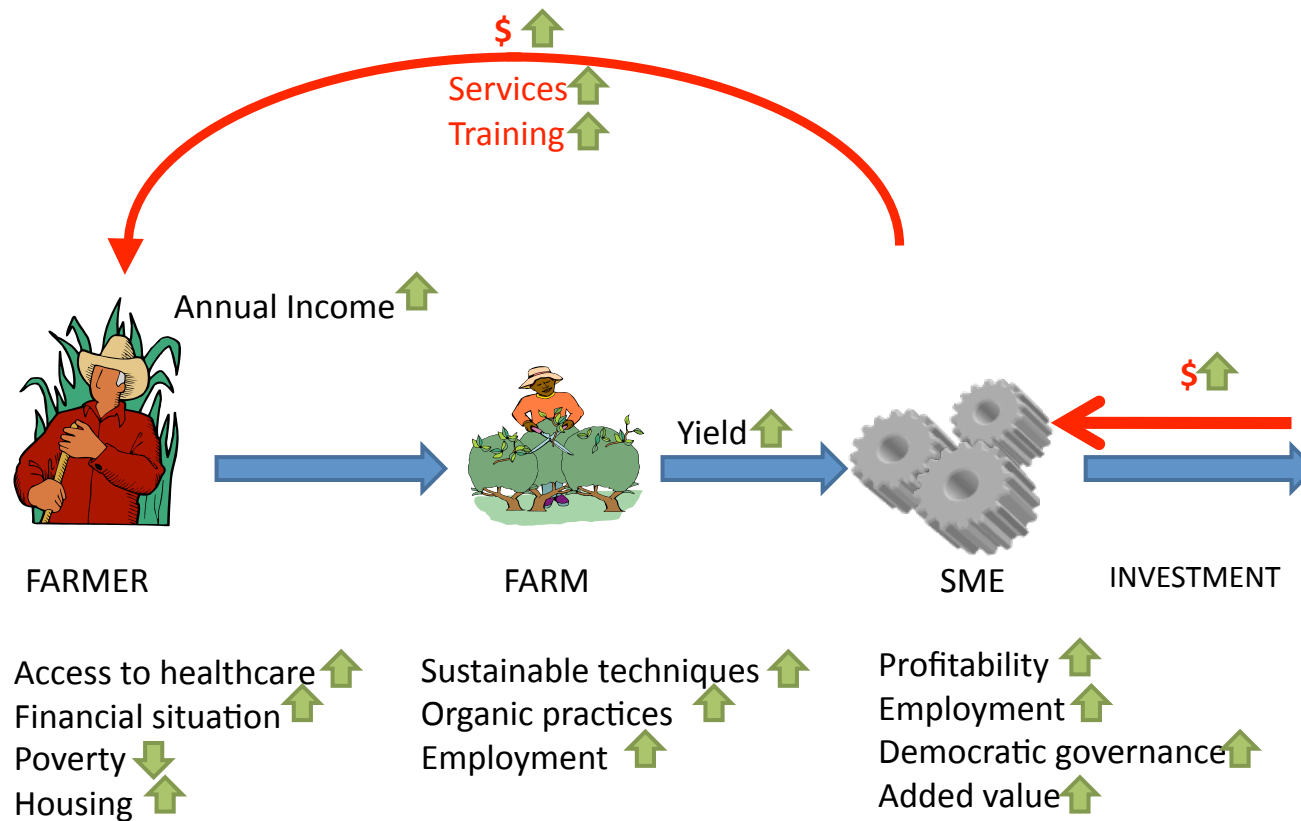 $
Services
Training
Annual Income
$
Yield
FARMER
FARM
SME
INVESTMENT
Access to healthcare
Financial situation
Poverty
Housing
Sustainable techniques
Organic practices
Employment
Profitability
Employment
Democratic governance
Added value